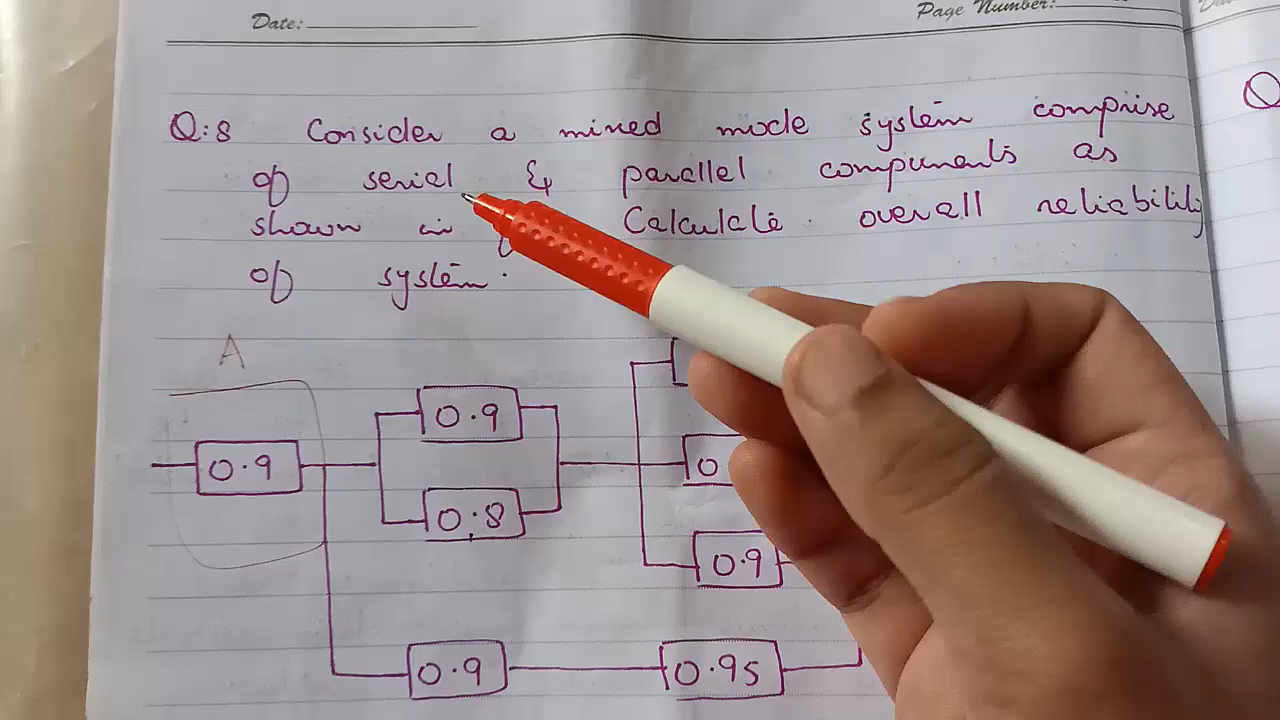 Date:
Page Number:
Q:8 Consider a mixed mode system comprise
of serial & parallel components as
shown in Calculate overall reliability
of system.
A
0.9
0.9
0.8
0
0.9
0.9
0.95